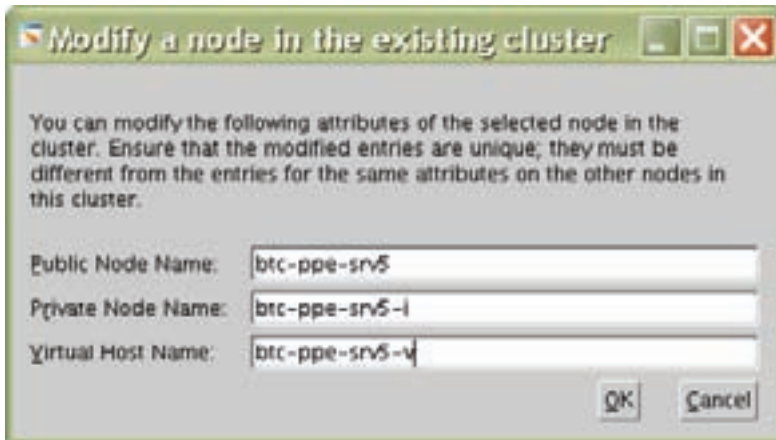 Modify a node in the existing cluster
You can modify the following attributes of the selected node in the
cluster. Ensure that the modified entries are unique; they must be
different from the entries for the same attributes on the other nodes in
this cluster.
Public Node Name: btc-ppe-srv5
Private Node Name: btc-ppe-srv5-i
Virtual Host Name: btc-ppe-srv5-v
OK Cancel